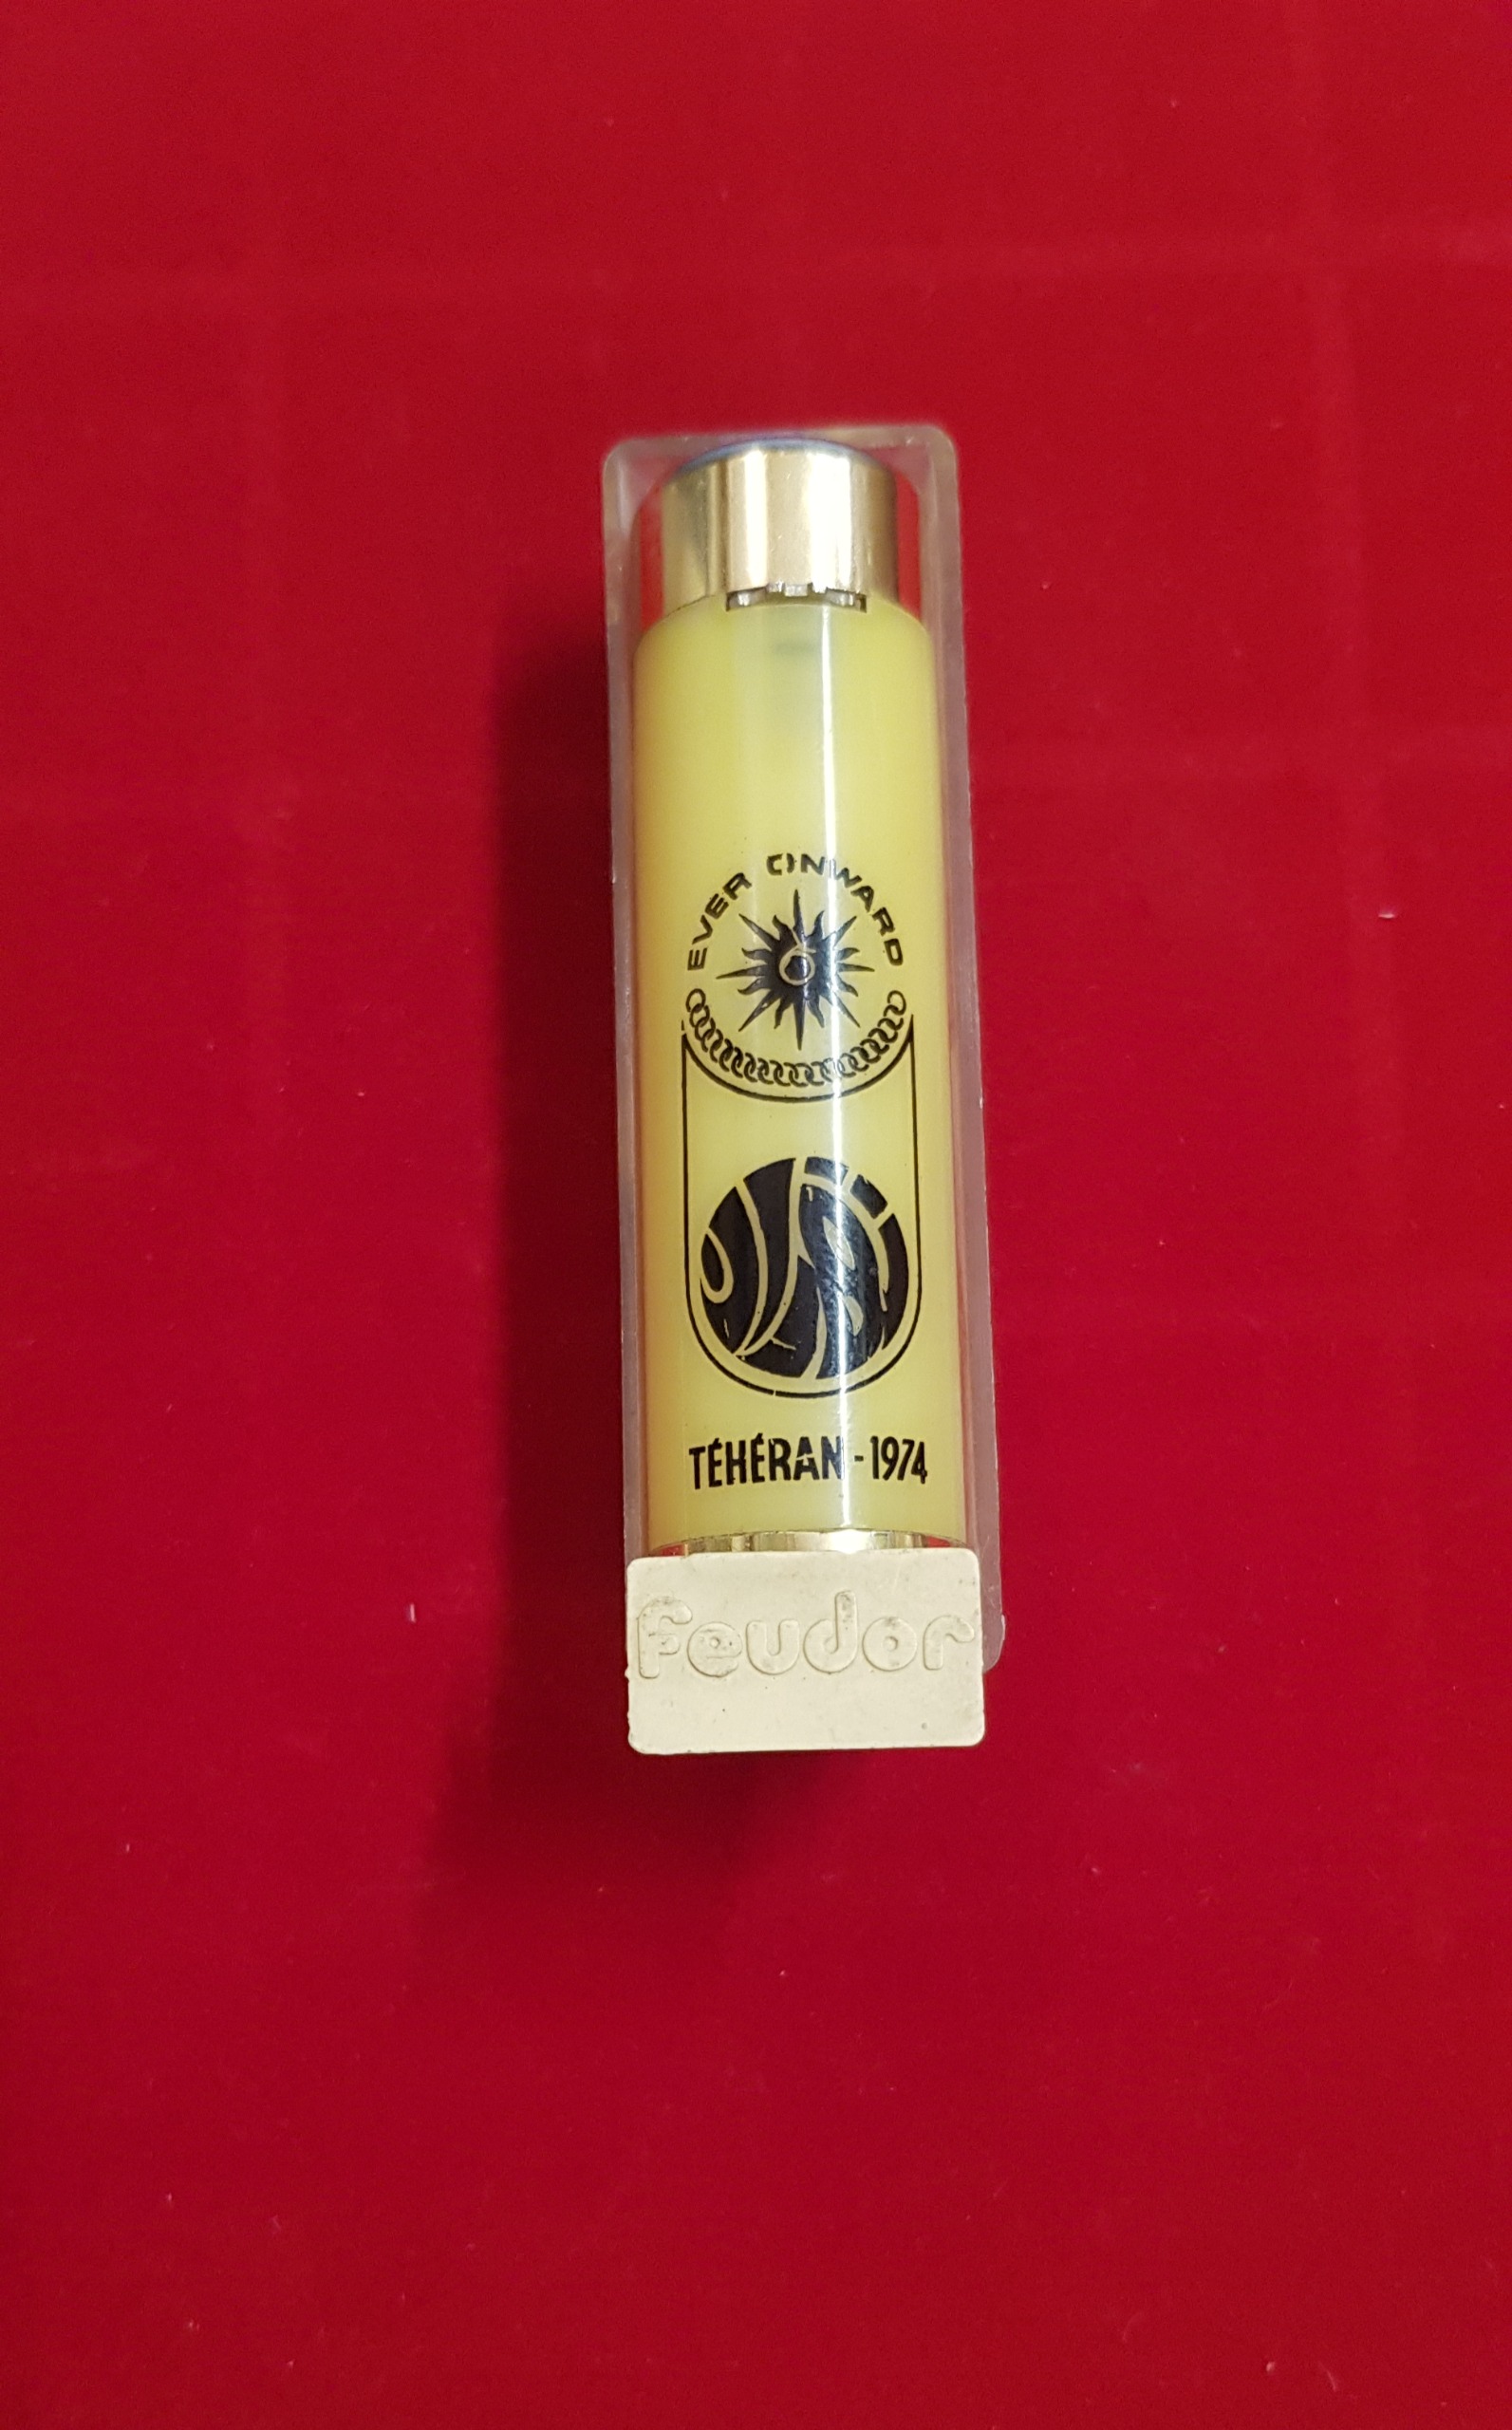 EVER ONWARD
TÉHÉRAN - 1974
Feudor